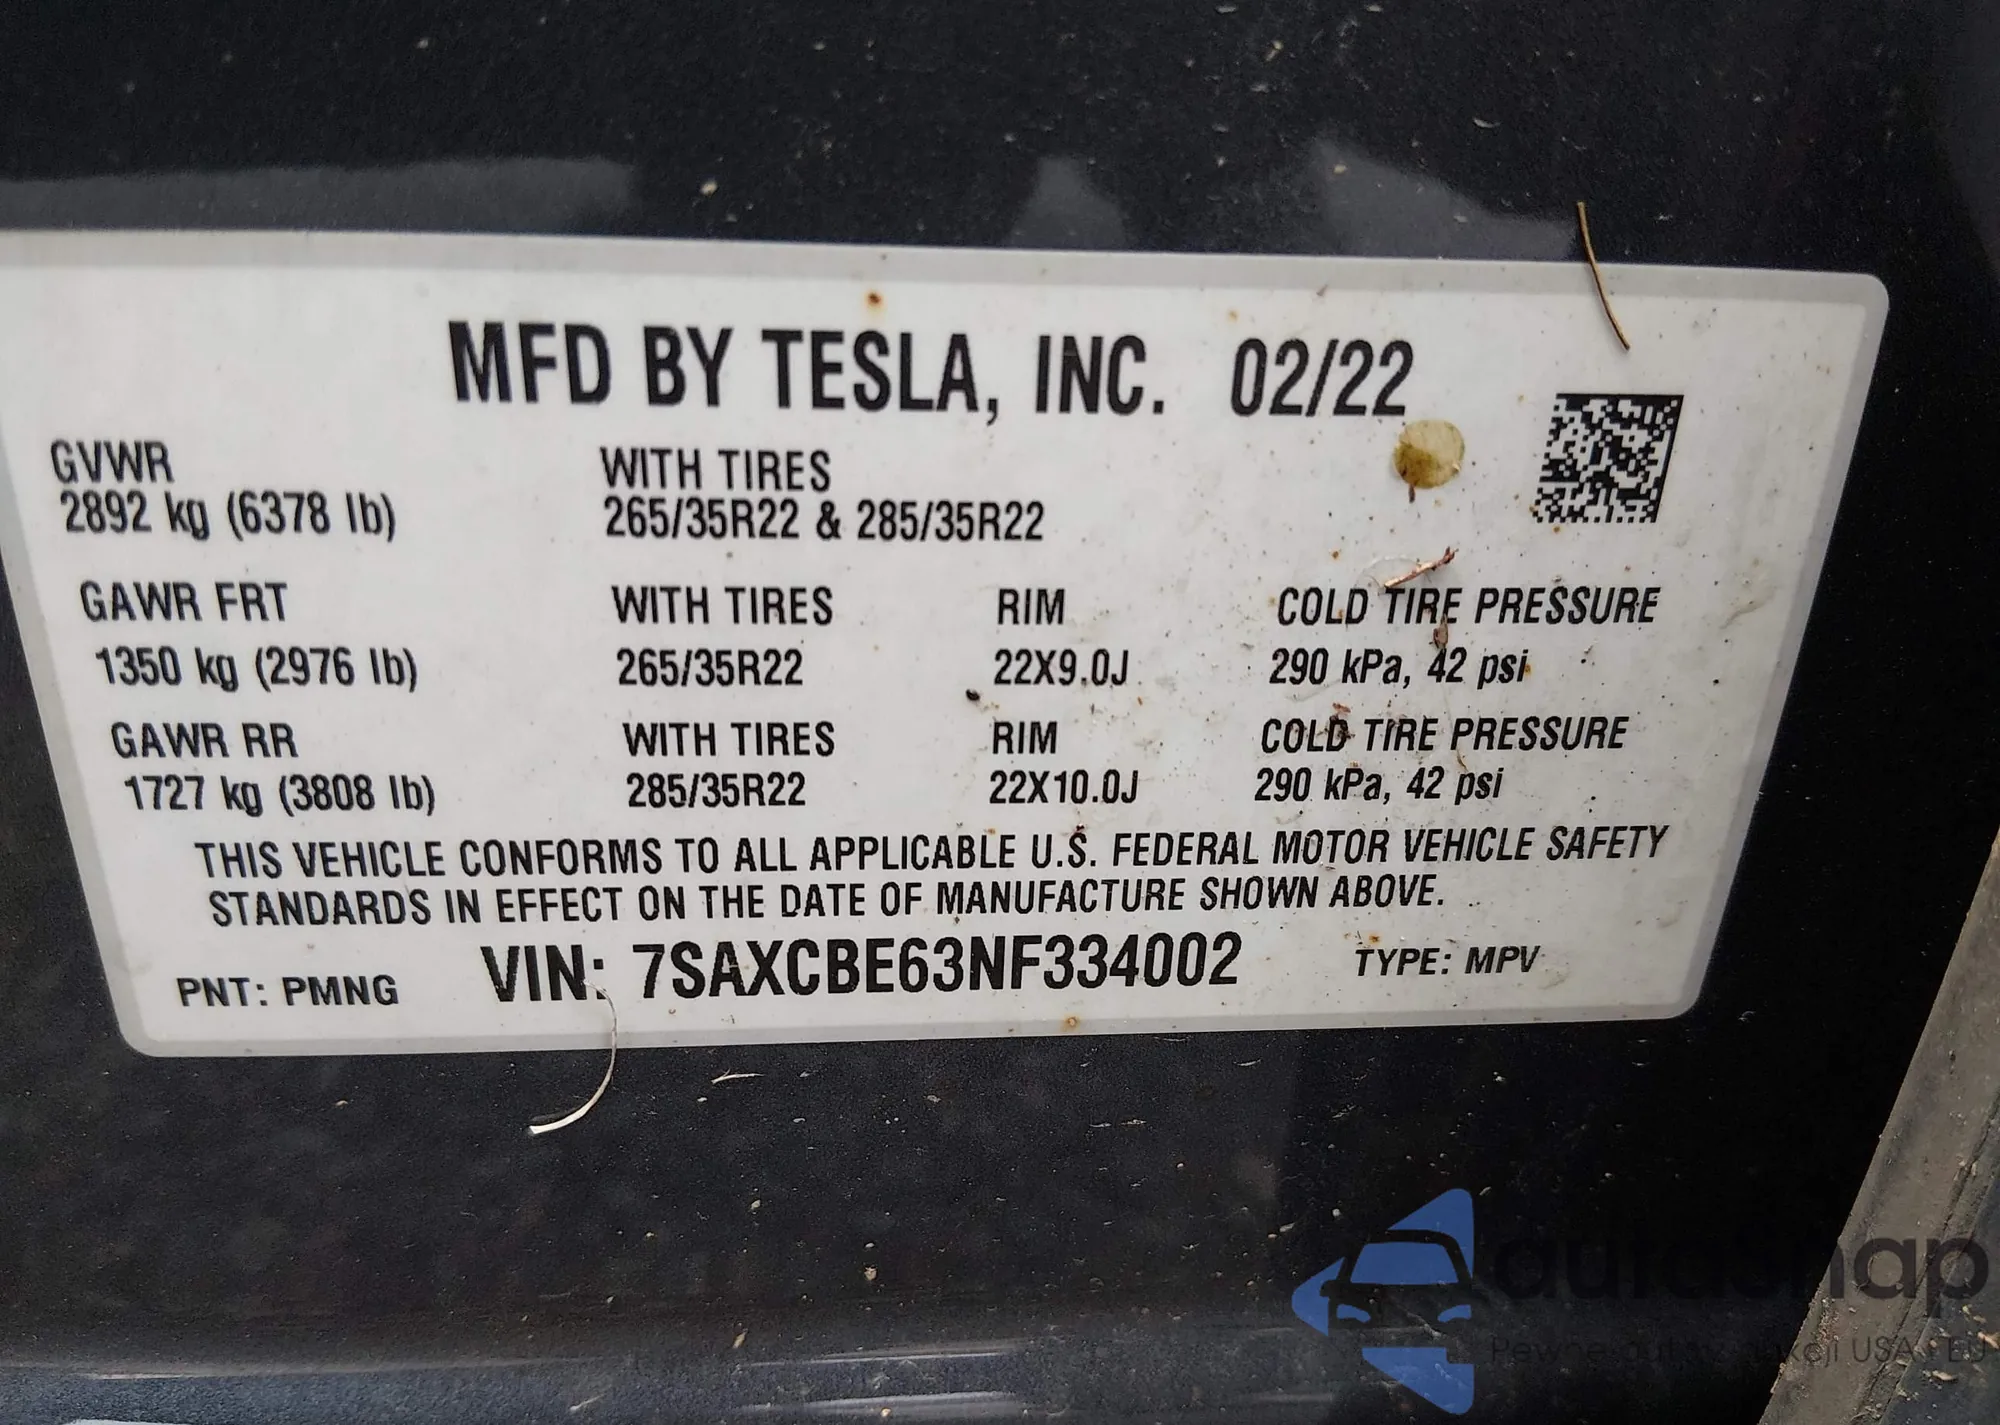 MFD BY TESLA, INC. 02/22
GVWR WITH TIRES
2892 kg (6378 lb) 265/35R22 & 285/35R22
GAWR FRT WITH TIRES RIM COLD TIRE PRESSURE
1350 kg (2976 lb) 265/35R22 22X9.0J 290 kPa, 42 psi
GAWR RR WITH TIRES RIM COLD TIRE PRESSURE
1727 kg (3808 lb) 285/35R22 22X10.0J 290 kPa, 42 psi
THIS VEHICLE CONFORMS TO ALL APPLICABLE U.S. FEDERAL MOTOR VEHICLE SAFETY
STANDARDS IN EFFECT ON THE DATE OF MANUFACTURE SHOWN ABOVE.
PNT: PMNG VIN: 7SAXCBE63NF334002 TYPE: MPV
USA
EU